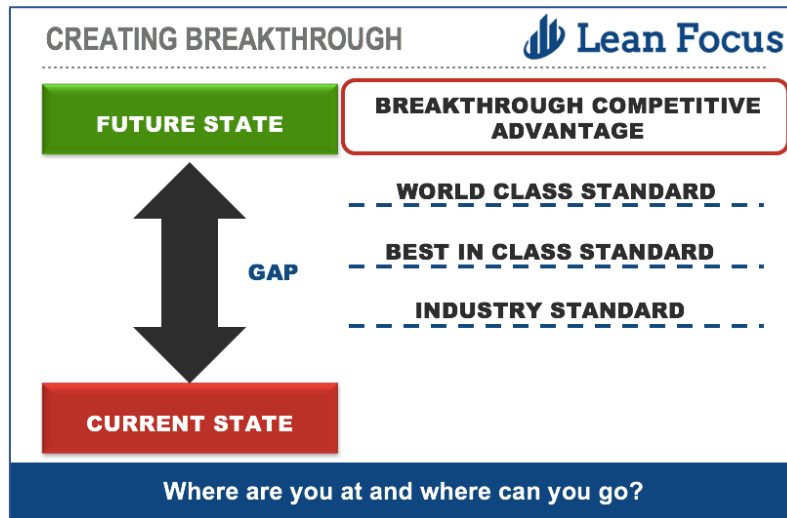 CREATING BREAKTHROUGH
Lean Focus
FUTURE STATE
BREAKTHROUGH COMPETITIVE
ADVANTAGE
WORLD CLASS STANDARD
BEST IN CLASS STANDARD
GAP
INDUSTRY STANDARD
CURRENT STATE
Where are you at and where can you go?